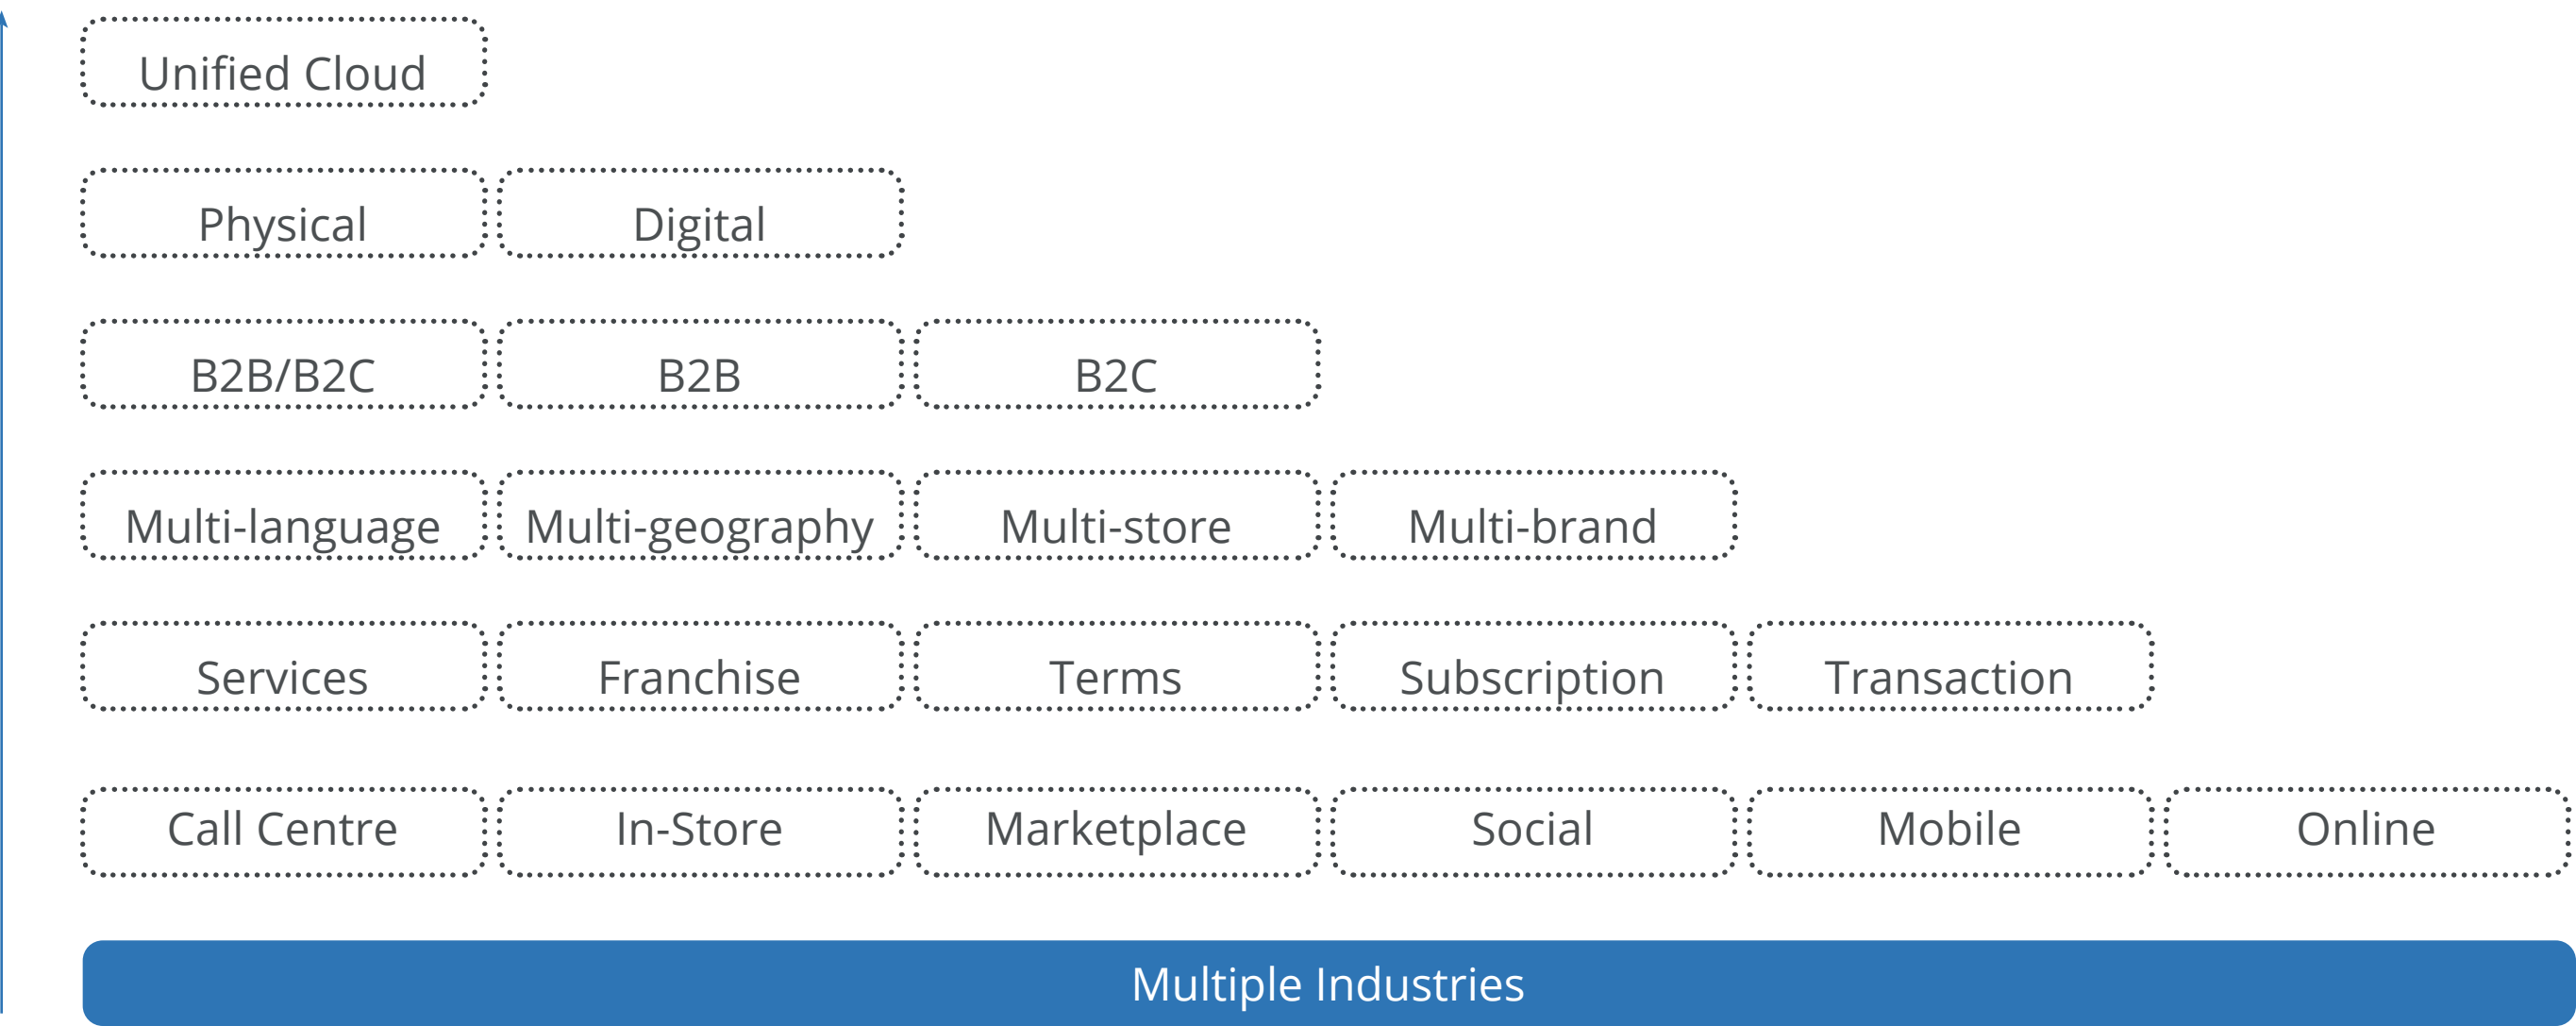 Unified Cloud
Physical Digital
B2B/B2C B2B B2C
Multi-language Multi-geography Multi-store Multi-brand
Services Franchise Terms Subscription Transaction
Call Centre In-Store Marketplace Social Mobile Online
Multiple Industries